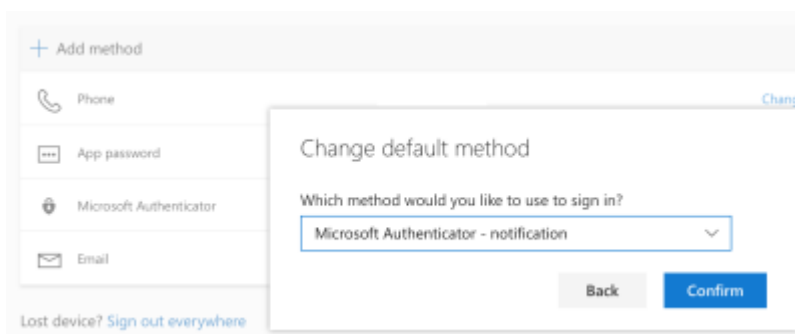 Add method
Phone
Chang
App password
Change default method
Which method would you like to use to sign in?
Microsoft Authenticator
Microsoft Authenticator - notification
Email
Back
Confirm
Lost device? Sign out everywhere